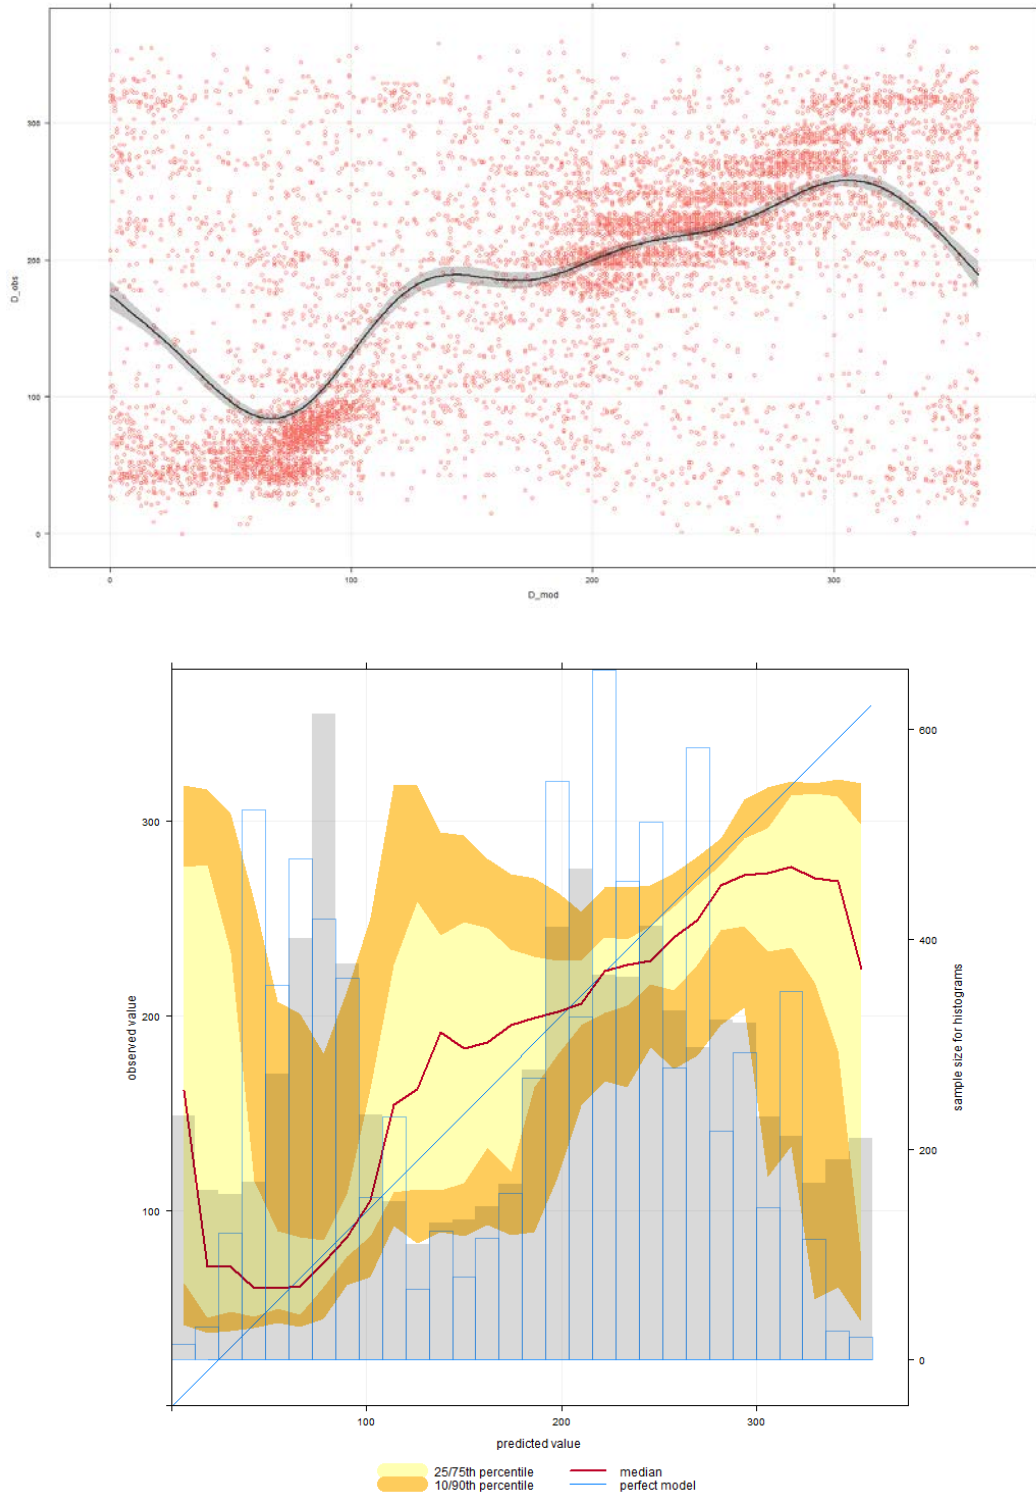 300
200
100
0
D_obs
0
100
200
300
D_mod
300
200
100
observed value
600
400
200
0
sample size for histograms
100
200
300
predicted value
25/75th percentile
median
10/90th percentile
perfect model